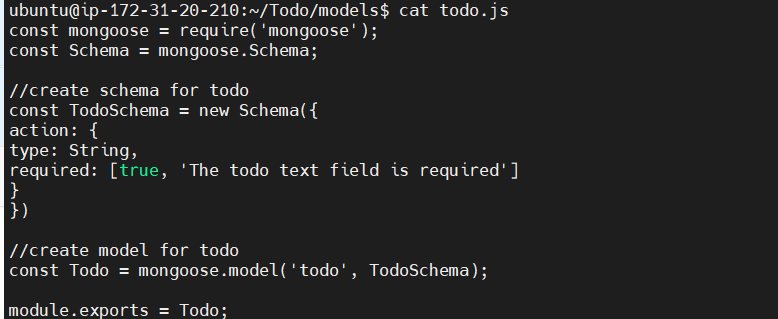 ubuntu@ip-172-31-20-210:~/Todo/models$ cat todo.js
const mongoose = require('mongoose');
const Schema = mongoose.Schema;

//create schema for todo
const TodoSchema = new Schema({
action: {
type: String,
required: [true, 'The todo text field is required']
}
})

//create model for todo
const Todo = mongoose.model('todo', TodoSchema);

module.exports = Todo;